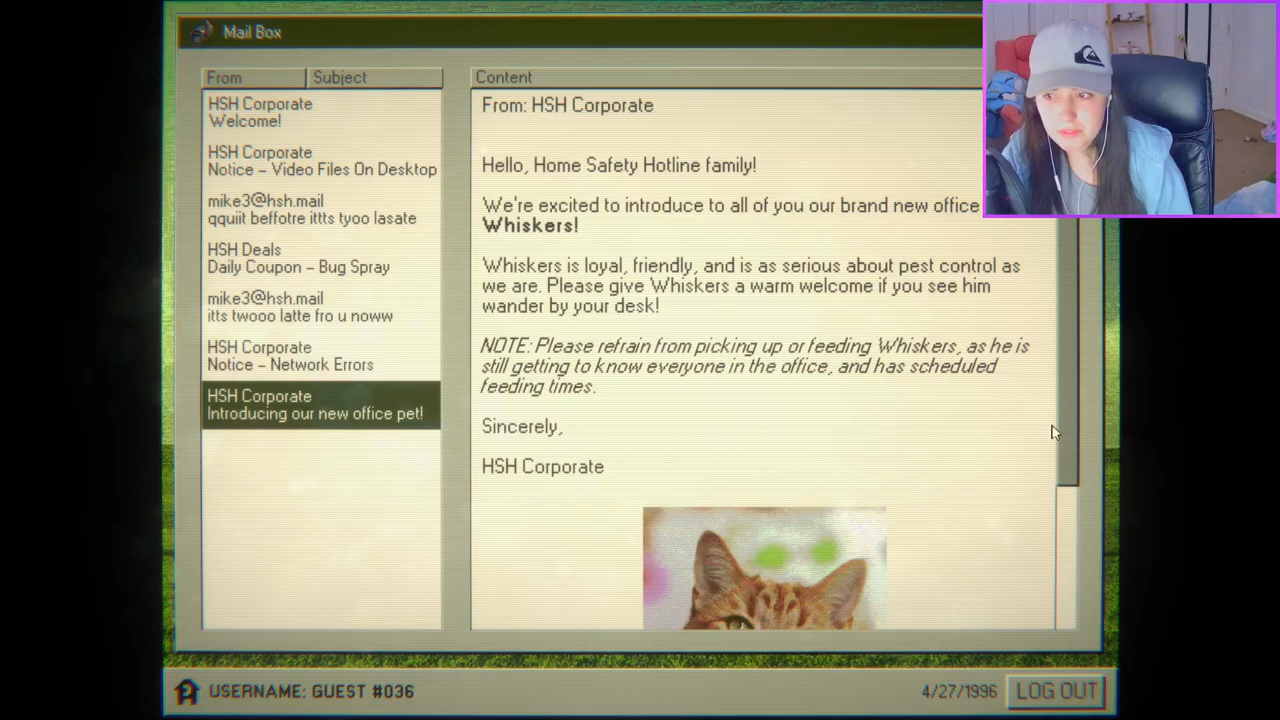 Mail Box
From Subject
HSH Corporate
Welcome!
HSH Corporate
Notice – Video Files On Desktop
mike3@hsh.mail
qquiit beffotre ittts tyoo lasate
HSH Deals
Daily Coupon – Bug Spray
mike3@hsh.mail
itts twooo latte fro u noww
HSH Corporate
Notice – Network Errors
HSH Corporate
Introducing our new office pet!
Content
From: HSH Corporate
Hello, Home Safety Hotline family!
We're excited to introduce to all of you our brand new office
Whiskers!
Whiskers is loyal, friendly, and is as serious about pest control as
we are. Please give Whiskers a warm welcome if you see him
wander by your desk!
NOTE: Please refrain from picking up or feeding Whiskers, as he is
still getting to know everyone in the office, and has scheduled
feeding times.
Sincerely,
HSH Corporate
USERNAME: GUEST #036
4/27/1996
LOG OUT